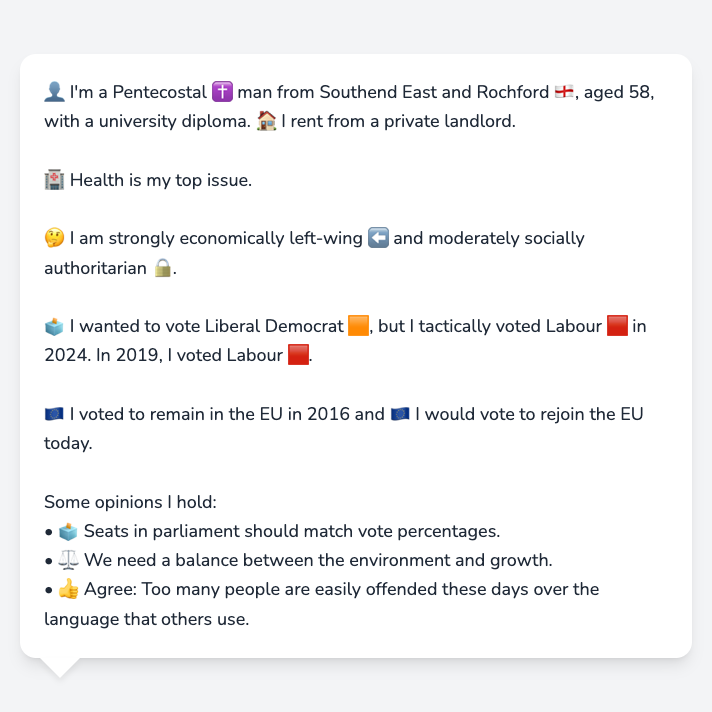 👤 I'm a Pentecostal ✝️ man from Southend East and Rochford 🏴󠁧󠁢󠁥󠁮󠁧󠁿, aged 58,
with a university diploma. 🏠 I rent from a private landlord.
🏥 Health is my top issue.
🤔 I am strongly economically left-wing ⬅️ and moderately socially
authoritarian 🔒.
🗳️ I wanted to vote Liberal Democrat 🟧, but I tactically voted Labour 🟥 in
2024. In 2019, I voted Labour 🟥.
🇪🇺 I voted to remain in the EU in 2016 and 🇪🇺 I would vote to rejoin the EU
today.
Some opinions I hold:
• 🗳️ Seats in parliament should match vote percentages.
• ⚖️ We need a balance between the environment and growth.
• 👍 Agree: Too many people are easily offended these days over the
language that others use.